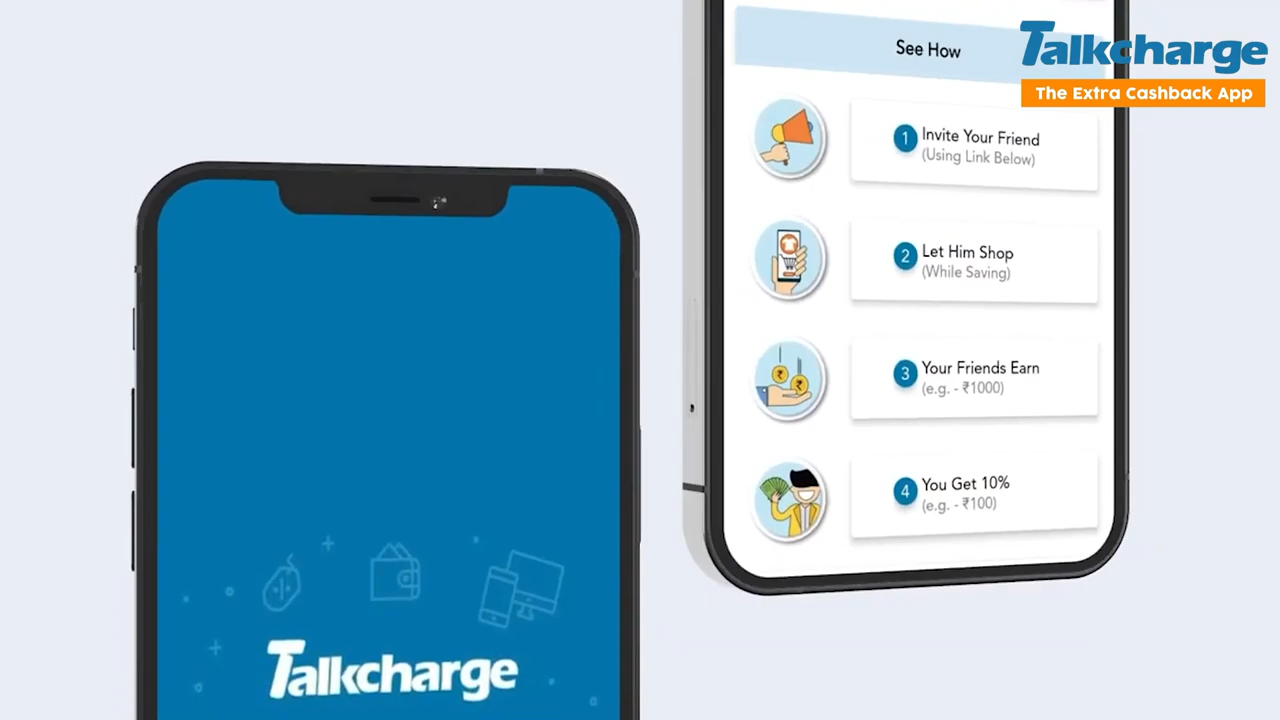 Talkcharge
The Extra Cashback App
See How
1 Invite Your Friend
(Using Link Below)
2 Let Him Shop
(While Saving)
3 Your Friends Earn
(e.g. - ₹1000)
4 You Get 10%
(e.g. - ₹100)
Talkcharge